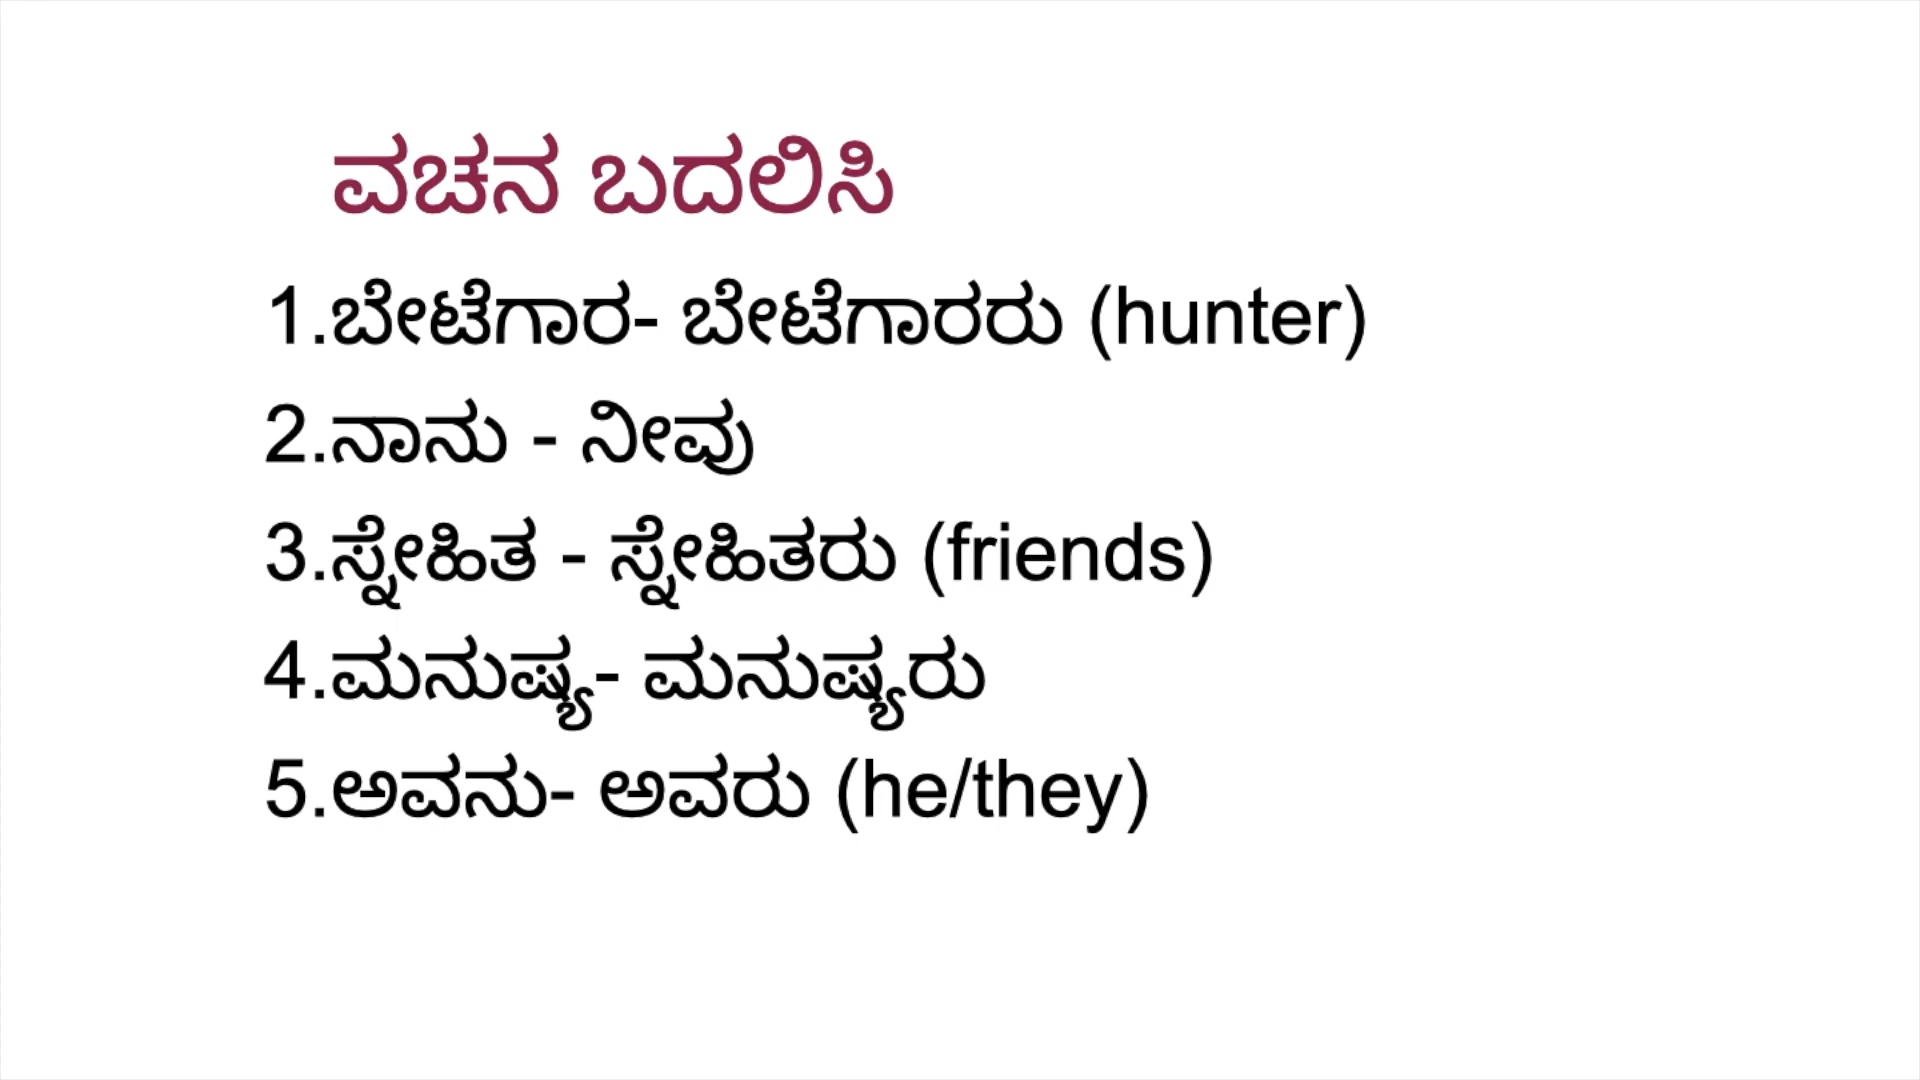 ವಚನ ಬದಲಿಸಿ
1.ಬೇಟೆಗಾರ- ಬೇಟೆಗಾರರು (hunter)
2.ನಾನು - ನೀವು
3.ಸ್ನೇಹಿತ - ಸ್ನೇಹಿತರು (friends)
4.ಮನುಷ್ಯ- ಮನುಷ್ಯರು
5.ಅವನು- ಅವರು (he/they)